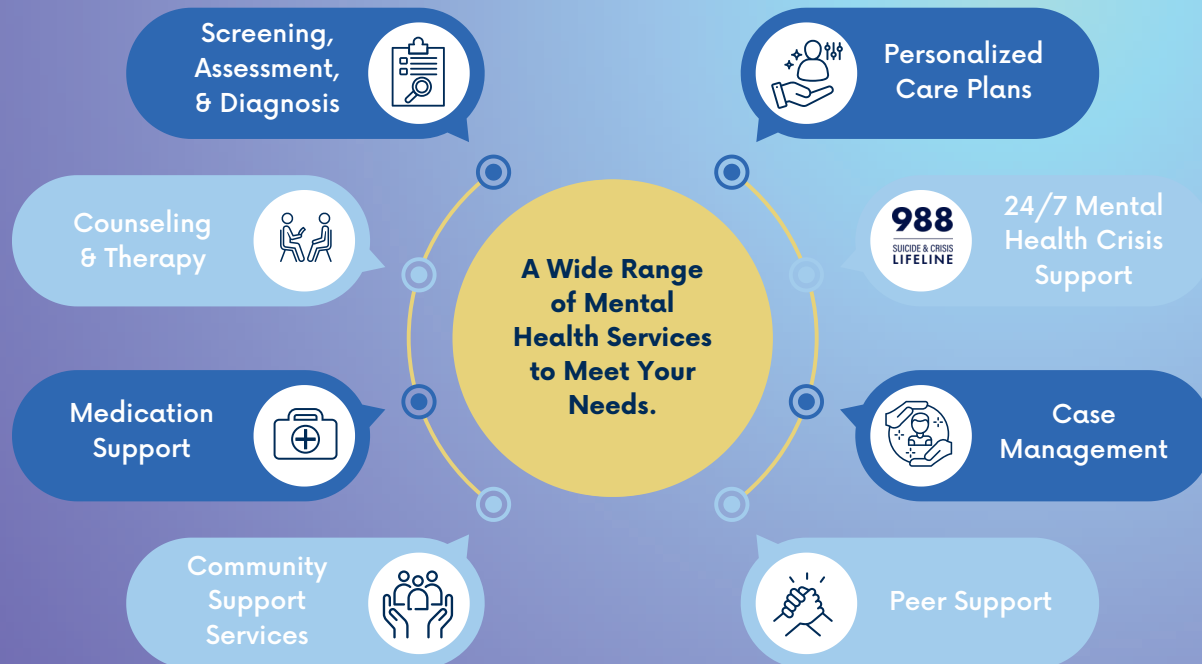 Screening,
Assessment,
& Diagnosis
Personalized
Care Plans
Counseling
& Therapy
988
SUICIDE & CRISIS
LIFELINE
24/7 Mental
Health Crisis
Support
A Wide Range
of Mental
Health Services
to Meet Your
Needs.
Medication
Support
Case
Management
Community
Support
Services
Peer Support